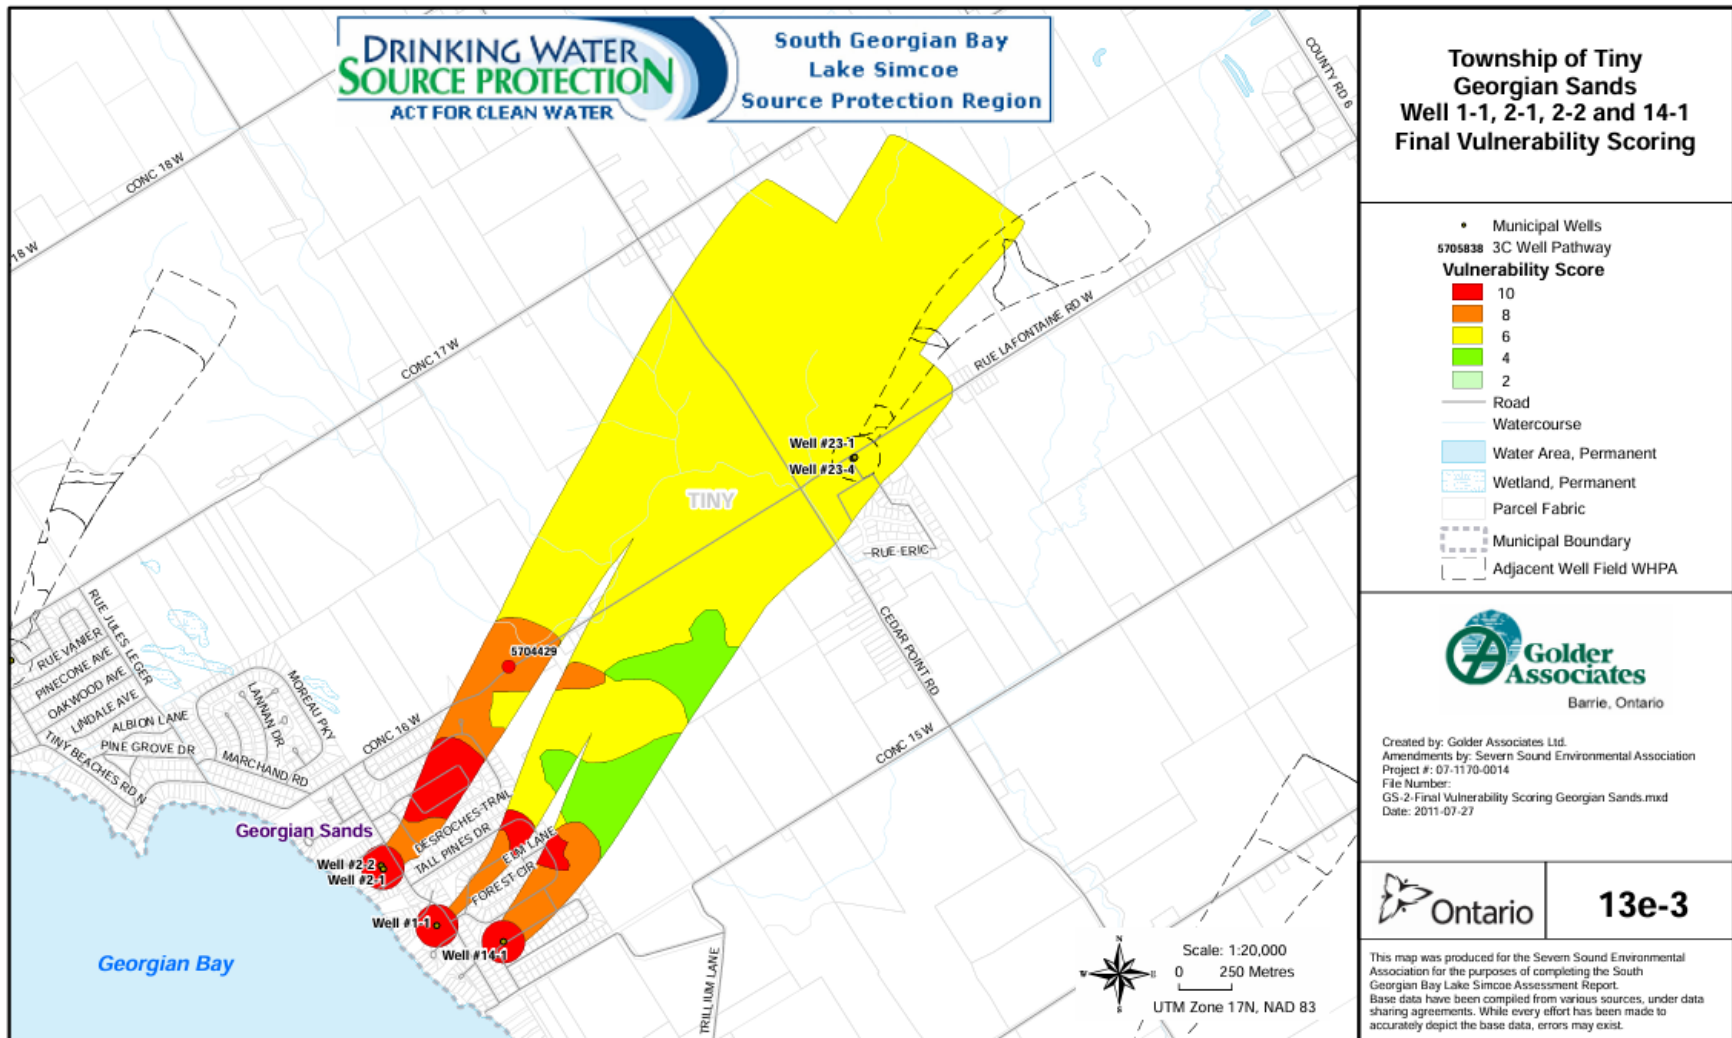 DRINKING WATER
SOURCE PROTECTION
ACT FOR CLEAN WATER
South Georgian Bay
Lake Simcoe
Source Protection Region
COUNTY RD 6
CONC 18 W
18 W
CONC 17 W
RUE LAFONTAINE RD W
Well #23-1
Well #23-4
TINY
RUE ERIC
CEDAR POINT RD
5704429
CONC 16 W
CONC 15 W
RUE JULES LEGER
RUE VANIER
PINECONE AVE
OAKWOOD AVE
LINDALE AVE
ALBION LANE
PINE GROVE DR
TINY BEACHES RD N
MARCHAND RD
LANNAN DR
MOREAU PKY
Georgian Sands
DESROCHES TRAIL
TALL PINES DR
ELM LANE
FOREST CIR
Well #2-2
Well #2-1
Well #1-1
Well #14-1
TRILLIUM LANE
Georgian Bay
N
W
E
S
Scale: 1:20,000
0 250 Metres
UTM Zone 17N, NAD 83
Township of Tiny
Georgian Sands
Well 1-1, 2-1, 2-2 and 14-1
Final Vulnerability Scoring
Municipal Wells
5705838 3C Well Pathway
Vulnerability Score
10
8
6
4
2
Road
Watercourse
Water Area, Permanent
Wetland, Permanent
Parcel Fabric
Municipal Boundary
Adjacent Well Field WHPA
Golder
Associates
Barrie, Ontario
Created by: Golder Associates Ltd.
Amendments by: Severn Sound Environmental Association
Project #: 07-1170-0014
File Number:
GS-2-Final Vulnerability Scoring Georgian Sands.mxd
Date: 2011-07-27
Ontario
13e-3
This map was produced for the Severn Sound Environmental
Association for the purposes of completing the South
Georgian Bay Lake Simcoe Assessment Report.
Base data have been compiled from various sources, under data
sharing agreements. While every effort has been made to
accurately depict the base data, errors may exist.